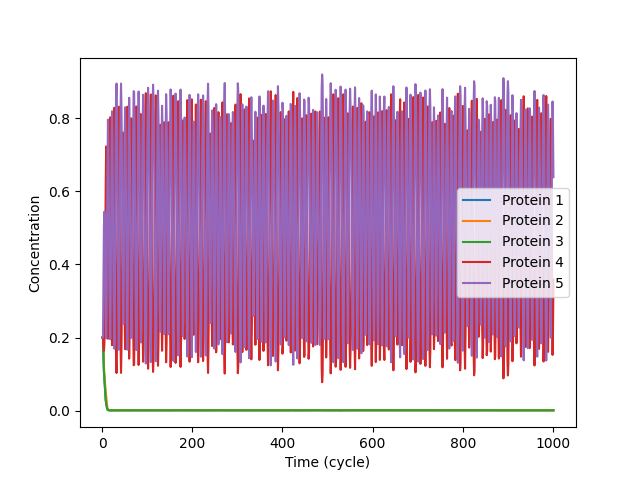 0.8
0.6
0.4
0.2
0.0
Concentration
Protein 1
Protein 2
Protein 3
Protein 4
Protein 5
0 200 400 600 800 1000
Time (cycle)